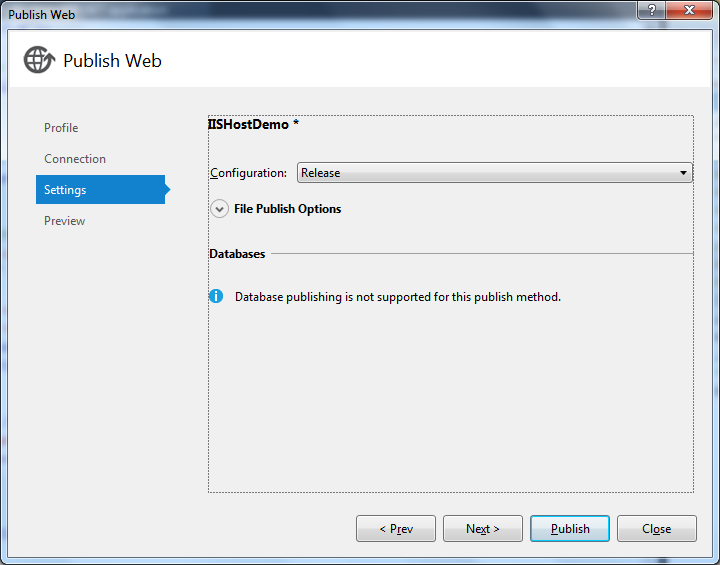 Publish Web
?
Publish Web
Profile
Connection
Settings
Preview
IISHostDemo *
Configuration: Release
File Publish Options
Databases
Database publishing is not supported for this publish method.
< Prev Next > Publish Close